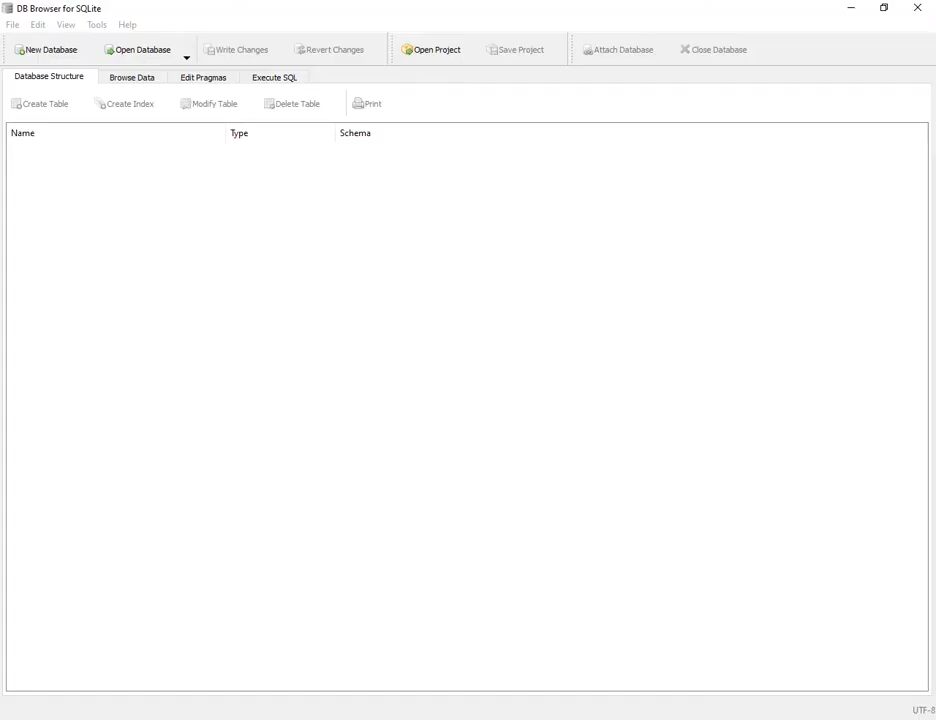 DB Browser for SQLite
File Edit View Tools Help
New Database Open Database Write Changes Revert Changes Open Project Save Project Attach Database Close Database
Database Structure Browse Data Edit Pragmas Execute SQL
Create Table Create Index Modify Table Delete Table Print
Name Type Schema
UTF-8